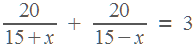 20/(15+x) + 20/(15−x) = 3